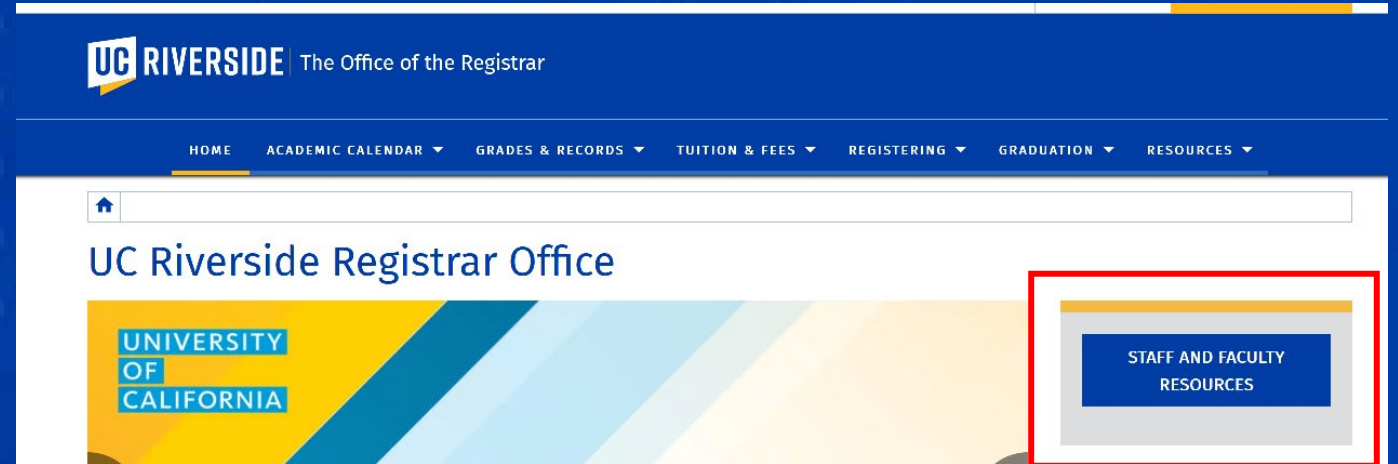 UC RIVERSIDE The Office of the Registrar
HOME ACADEMIC CALENDAR GRADES & RECORDS TUITION & FEES REGISTERING GRADUATION RESOURCES
UC Riverside Registrar Office
UNIVERSITY
OF
CALIFORNIA
STAFF AND FACULTY
RESOURCES